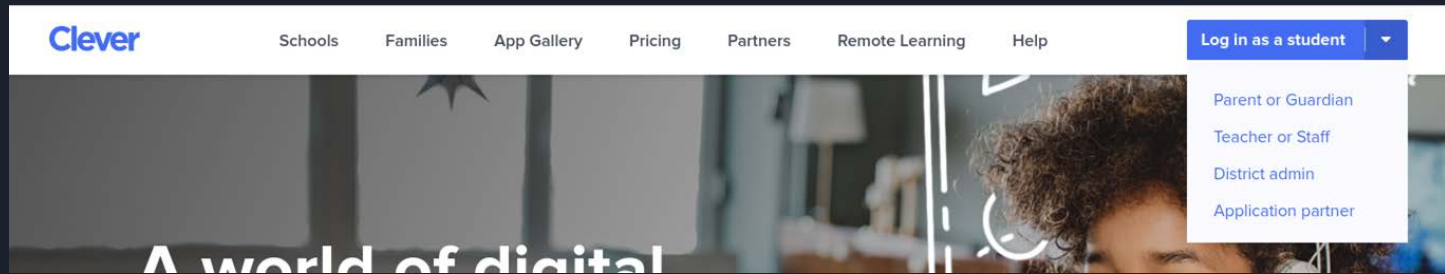 Clever
Schools Families App Gallery Pricing Partners Remote Learning Help
Log in as a student
Parent or Guardian
Teacher or Staff
District admin
Application partner
A world of digital